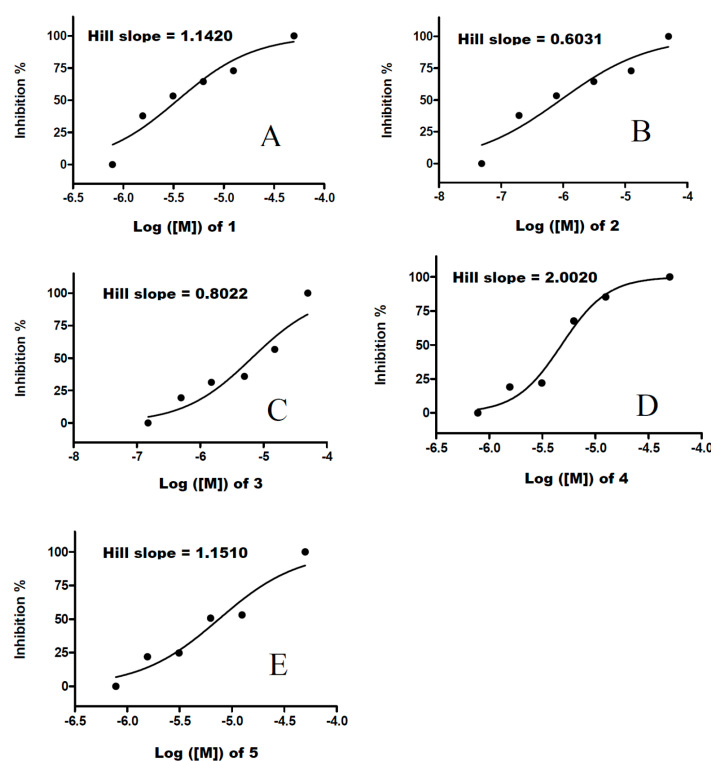 Hill slope = 1.1420
Inhibition %
100
75
50
25
0
A
-6.5 -6.0 -5.5 -5.0 -4.5 -4.0
Log ([M]) of 1
Hill slope = 0.6031
Inhibition %
100
75
50
25
0
B
-8 -7 -6 -5 -4
Log ([M]) of 2
Hill slope = 0.8022
Inhibition %
100
75
50
25
0
C
-8 -7 -6 -5 -4
Log ([M]) of 3
Hill slope = 2.0020
Inhibition %
100
75
50
25
0
D
-6.5 -6.0 -5.5 -5.0 -4.5 -4.0
Log ([M]) of 4
Hill slope = 1.1510
Inhibition %
100
75
50
25
0
E
-6.5 -6.0 -5.5 -5.0 -4.5 -4.0
Log ([M]) of 5